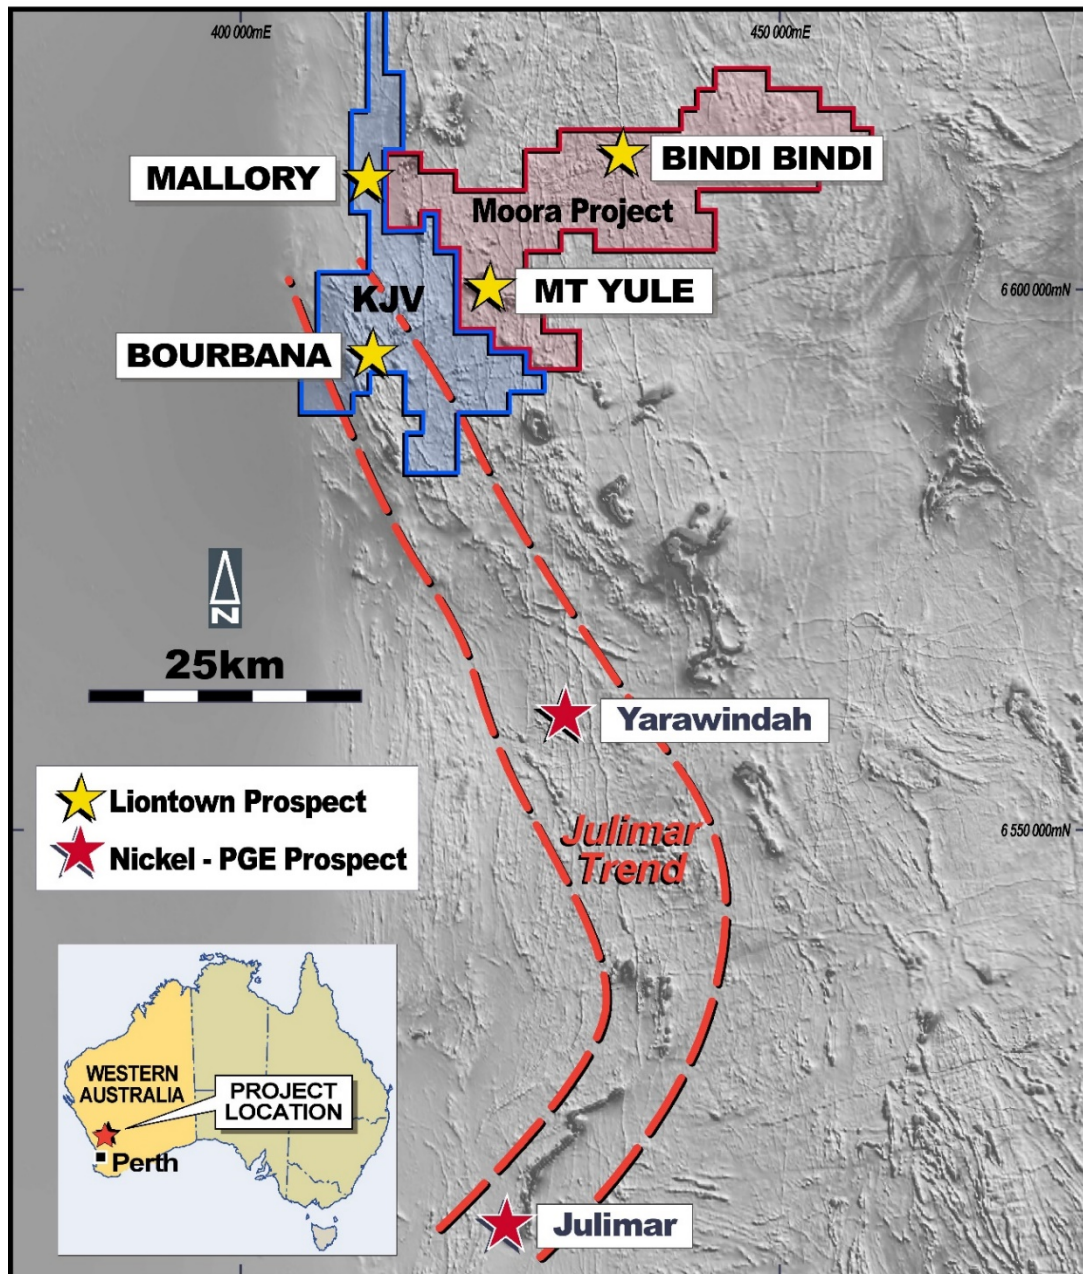 400 000mE
450 000mE
MALLORY
BINDI BINDI
Moora Project
KJV
MT YULE
6 600 000mN
BOURBANA
N
25km
Yarawindah
Liontown Prospect
Nickel - PGE Prospect
Julimar
Trend
6 550 000mN
WESTERN
AUSTRALIA
PROJECT
LOCATION
Perth
Julimar